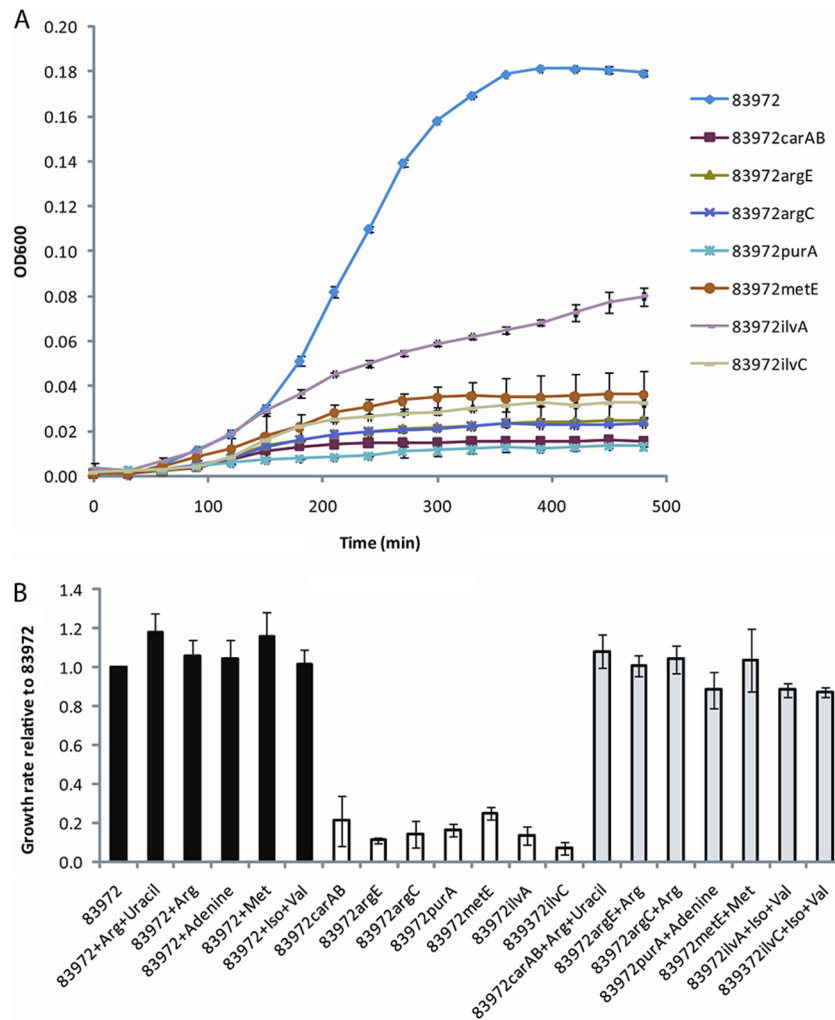 A
0.20
0.18
0.16
0.14
0.12
0.10
0.08
0.06
0.04
0.02
0.00
OD600
0
100
200
300
400
500
Time (min)
83972
83972carAB
83972argE
83972argC
83972purA
83972metE
83972ilvA
83972ilvC
B
1.4
1.2
1.0
0.8
0.6
0.4
0.2
0.0
Growth rate relative to 83972
83972
83972+Arg+Uracil
83972+Arg
83972+Adenine
83972+Met
83972+Iso+Val
83972carAB
83972argE
83972argC
83972purA
83972metE
83972ilvA
839372ilvC
83972carAB+Arg+Uracil
83972argE+Arg
83972argC+Arg
83972purA+Adenine
83972metE+Met
83972ilvA+Iso+Val
839372ilvC+Iso+Val